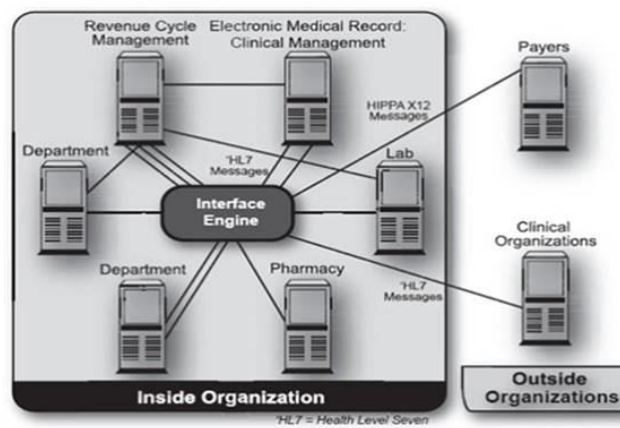 Revenue Cycle
Management
Electronic Medical Record:
Clinical Management
Payers
HIPPA X12
Messages
Department
*HL7
Messages
Lab
Interface
Engine
Clinical
Organizations
Department
Pharmacy
*HL7
Messages
Inside Organization
Outside
Organizations
*HL7 = Health Level Seven